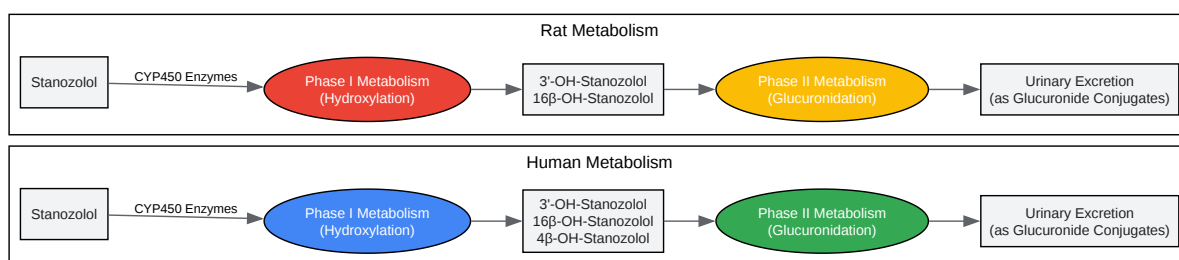 Rat Metabolism
Stanozolol
CYP450 Enzymes
Phase I Metabolism
(Hydroxylation)
3'-OH-Stanozolol
16β-OH-Stanozolol
Phase II Metabolism
(Glucuronidation)
Urinary Excretion
(as Glucuronide Conjugates)
Human Metabolism
Stanozolol
CYP450 Enzymes
Phase I Metabolism
(Hydroxylation)
3'-OH-Stanozolol
16β-OH-Stanozolol
4β-OH-Stanozolol
Phase II Metabolism
(Glucuronidation)
Urinary Excretion
(as Glucuronide Conjugates)